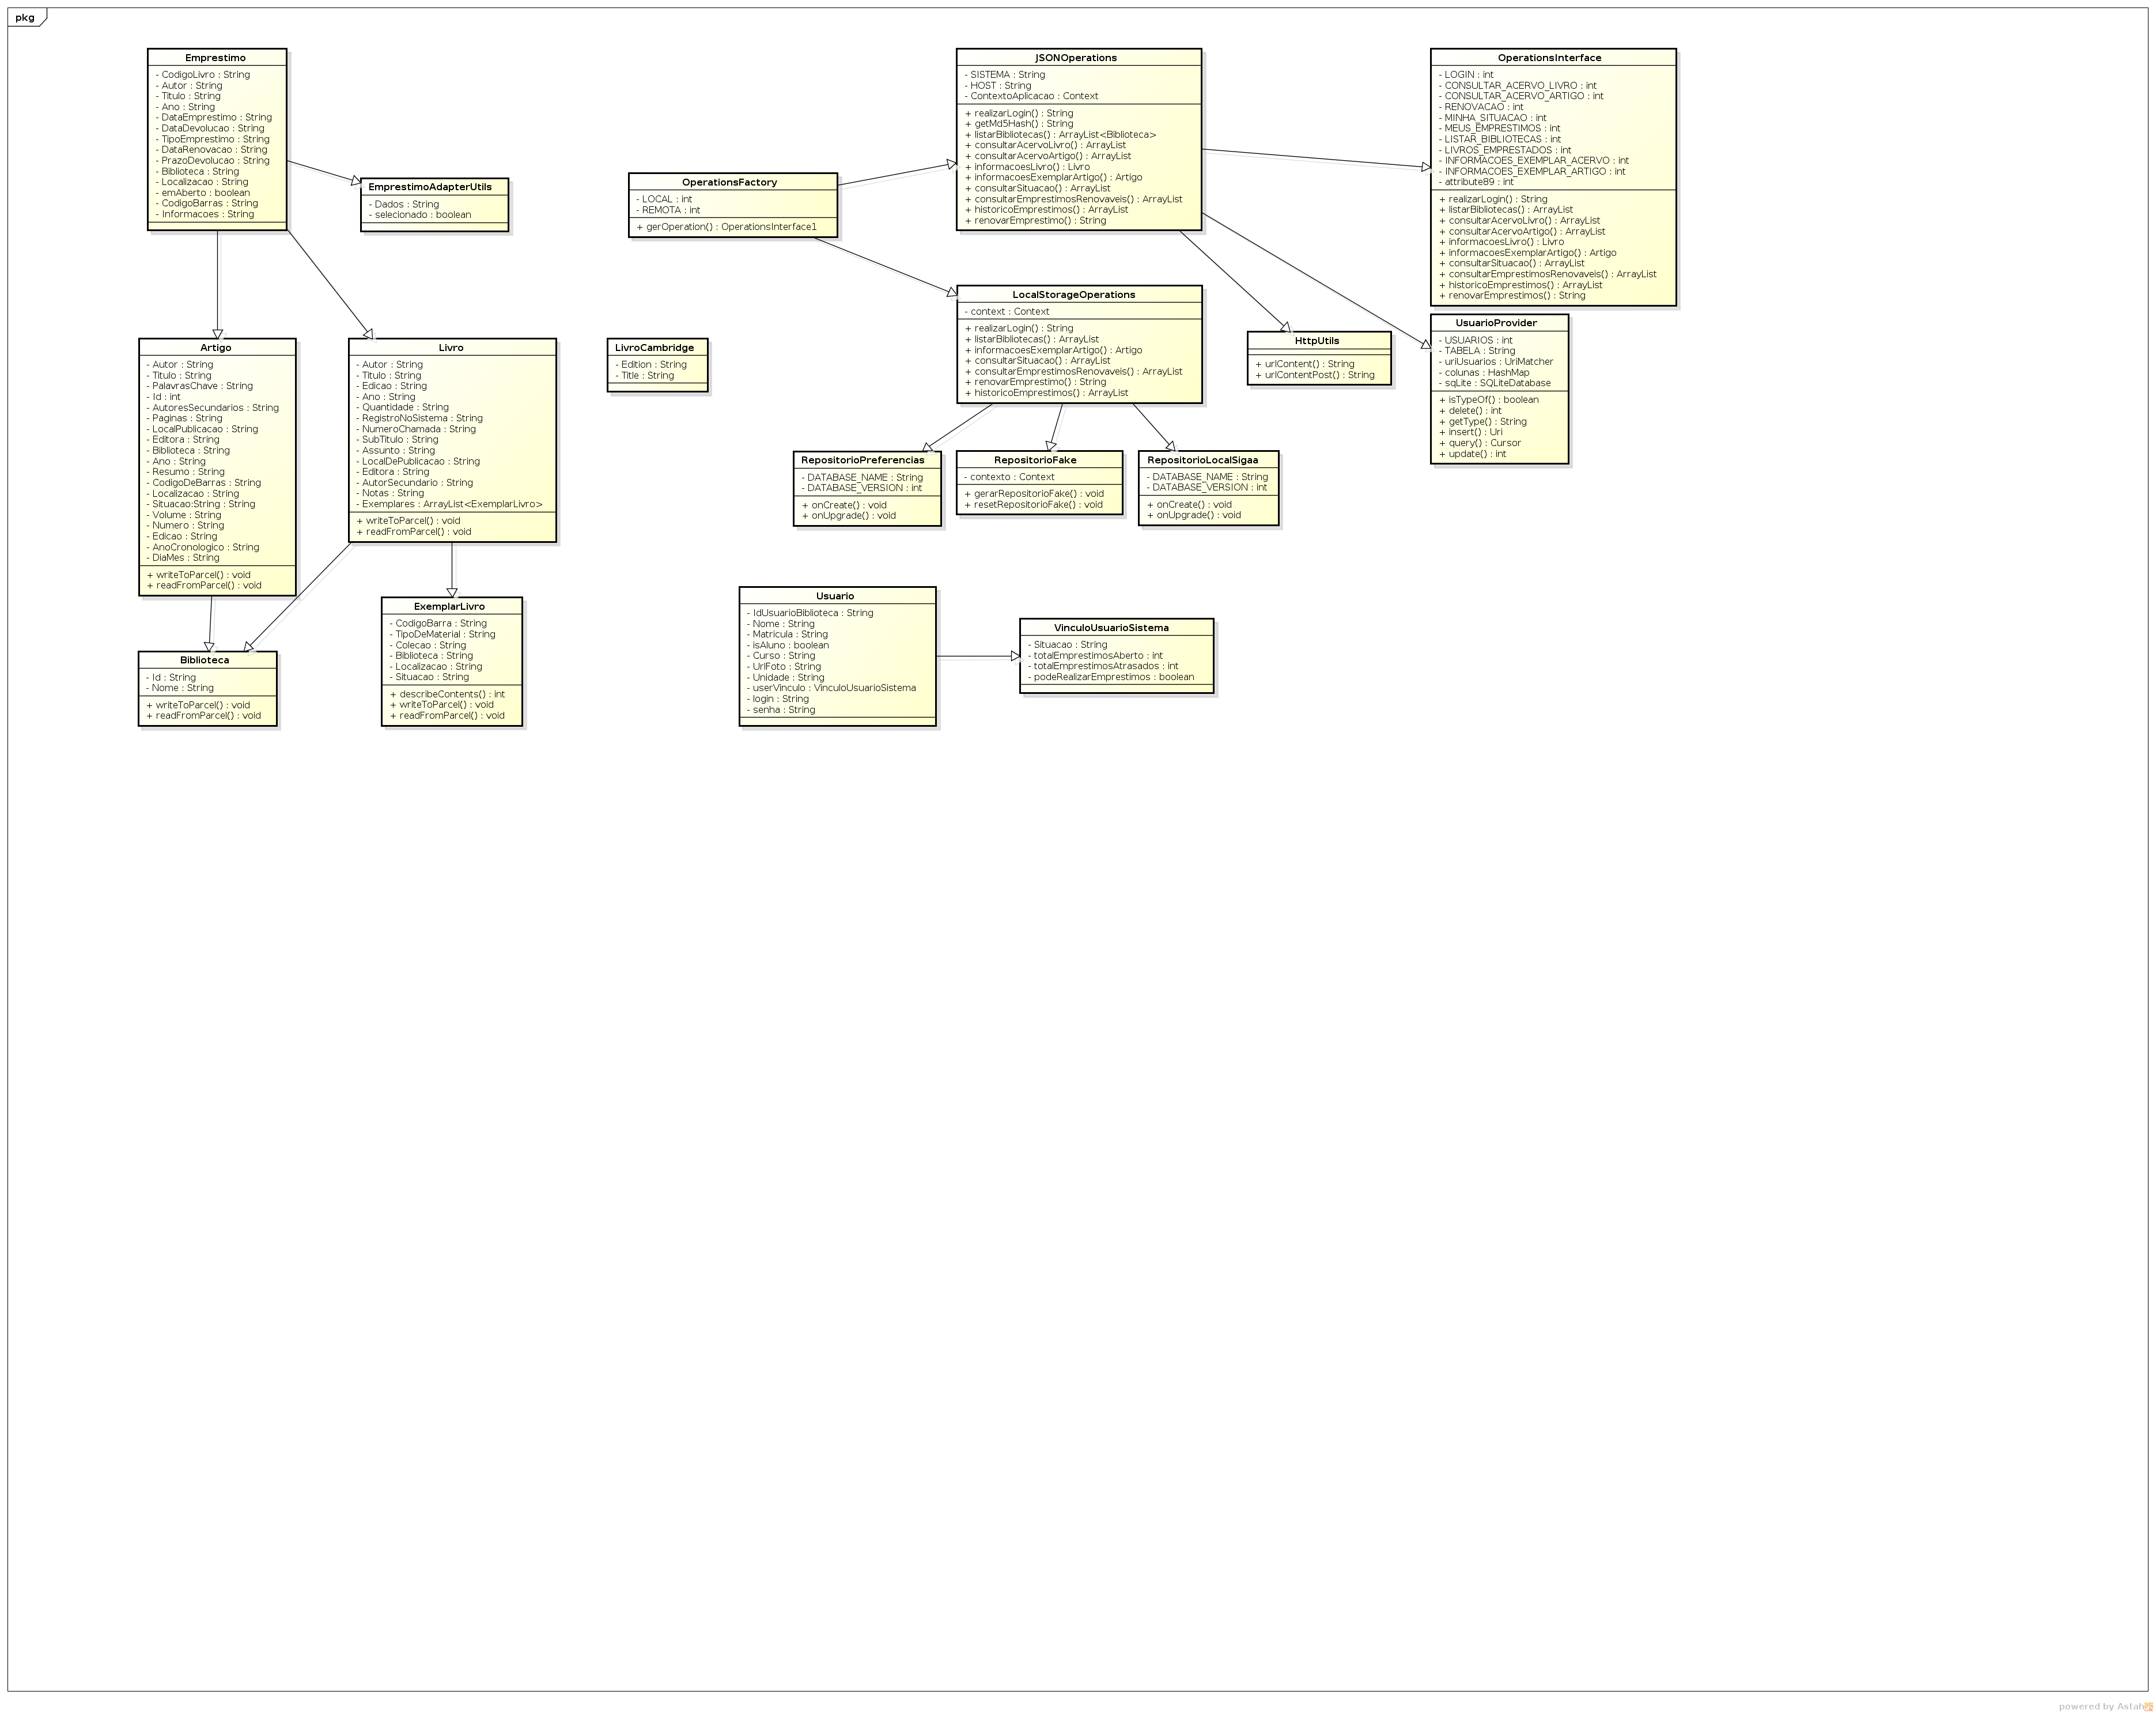 pkg
Emprestimo
- CodigoLivro : String
- Autor : String
- Titulo : String
- Ano : String
- DataEmprestimo : String
- DataDevolucao : String
- TipoEmprestimo : String
- DataRenovacao : String
- PrazoDevolucao : String
- Biblioteca : String
- Localizacao : String
- emAberto : boolean
- CodigoBarras : String
- Informacoes : String
EmprestimoAdapterUtils
- Dados : String
- selecionado : boolean
OperationsFactory
- LOCAL : int
- REMOTA : int
+ gerOperation() : OperationsInterface1
JSONOperations
- SISTEMA : String
- HOST : String
- ContextoAplicacao : Context
+ realizarLogin() : String
+ getMd5Hash() : String
+ listarBibliotecas() : ArrayList<Biblioteca>
+ consultarAcervoLivro() : ArrayList
+ consultarAcervoArtigo() : ArrayList
+ informacoesLivro() : Livro
+ informacoesExemplarArtigo() : Artigo
+ consultarSituacao() : ArrayList
+ consultarEmprestimosRenovaveis() : ArrayList
+ historicoEmprestimos() : ArrayList
+ renovarEmprestimo() : String
OperationsInterface
- LOGIN : int
- CONSULTAR_ACERVO_LIVRO : int
- CONSULTAR_ACERVO_ARTIGO : int
- RENOVACAO : int
- MINHA_SITUACAO : int
- MEUS_EMPRESTIMOS : int
- LISTAR_BIBLIOTECAS : int
- LIVROS_EMPRESTADOS : int
- INFORMACOES_EXEMPLAR_ACERVO : int
- INFORMACOES_EXEMPLAR_ARTIGO : int
- attribute89 : int
+ realizarLogin() : String
+ listarBibliotecas() : ArrayList
+ consultarAcervoLivro() : ArrayList
+ consultarAcervoArtigo() : ArrayList
+ informacoesLivro() : Livro
+ informacoesExemplarArtigo() : Artigo
+ consultarSituacao() : ArrayList
+ consultarEmprestimosRenovaveis() : ArrayList
+ historicoEmprestimos() : ArrayList
+ renovarEmprestimos() : String
LocalStorageOperations
- context : Context
+ realizarLogin() : String
+ listarBibliotecas() : ArrayList
+ informacoesExemplarArtigo() : Artigo
+ consultarSituacao() : ArrayList
+ consultarEmprestimosRenovaveis() : ArrayList
+ renovarEmprestimo() : String
+ historicoEmprestimos() : ArrayList
HttpUtils
+ urlContent() : String
+ urlContentPost() : String
UsuarioProvider
- USUARIOS : int
- TABELA : String
- uriUsuarios : UriMatcher
- colunas : HashMap
- sqLite : SQLiteDatabase
+ isTypeOf() : boolean
+ delete() : int
+ getType() : String
+ insert() : Uri
+ query() : Cursor
+ update() : int
Artigo
- Autor : String
- Titulo : String
- PalavrasChave : String
- Id : int
- AutoresSecundarios : String
- Paginas : String
- LocalPublicacao : String
- Editora : String
- Biblioteca : String
- Ano : String
- Resumo : String
- CodigoDeBarras : String
- Localizacao : String
- Situacao:String : String
- Volume : String
- Numero : String
- Edicao : String
- AnoCronologico : String
- DiaMes : String
+ writeToParcel() : void
+ readFromParcel() : void
Livro
- Autor : String
- Titulo : String
- Edicao : String
- Ano : String
- Quantidade : String
- RegistroNoSistema : String
- NumeroChamada : String
- SubTitulo : String
- Assunto : String
- LocalDePublicacao : String
- Editora : String
- AutorSecundario : String
- Notas : String
- Exemplares : ArrayList<ExemplarLivro>
+ writeToParcel() : void
+ readFromParcel() : void
LivroCambridge
- Edition : String
- Title : String
RepositorioPreferencias
- DATABASE_NAME : String
- DATABASE_VERSION : int
+ onCreate() : void
+ onUpgrade() : void
RepositorioFake
- contexto : Context
+ gerarRepositorioFake() : void
+ resetRepositorioFake() : void
RepositorioLocalSigaa
- DATABASE_NAME : String
- DATABASE_VERSION : int
+ onCreate() : void
+ onUpgrade() : void
Biblioteca
- Id : String
- Nome : String
+ writeToParcel() : void
+ readFromParcel() : void
ExemplarLivro
- CodigoBarra : String
- TipoDeMaterial : String
- Colecao : String
- Biblioteca : String
- Localizacao : String
- Situacao : String
+ describeContents() : int
+ writeToParcel() : void
+ readFromParcel() : void
Usuario
- IdUsuarioBiblioteca : String
- Nome : String
- Matricula : String
- isAluno : boolean
- Curso : String
- UrlFoto : String
- Unidade : String
- userVinculo : VinculoUsuarioSistema
- login : String
- senha : String
VinculoUsuarioSistema
- Situacao : String
- totalEmprestimosAberto : int
- totalEmprestimosAtrasados : int
- podeRealizarEmprestimos : boolean
powered by Astah